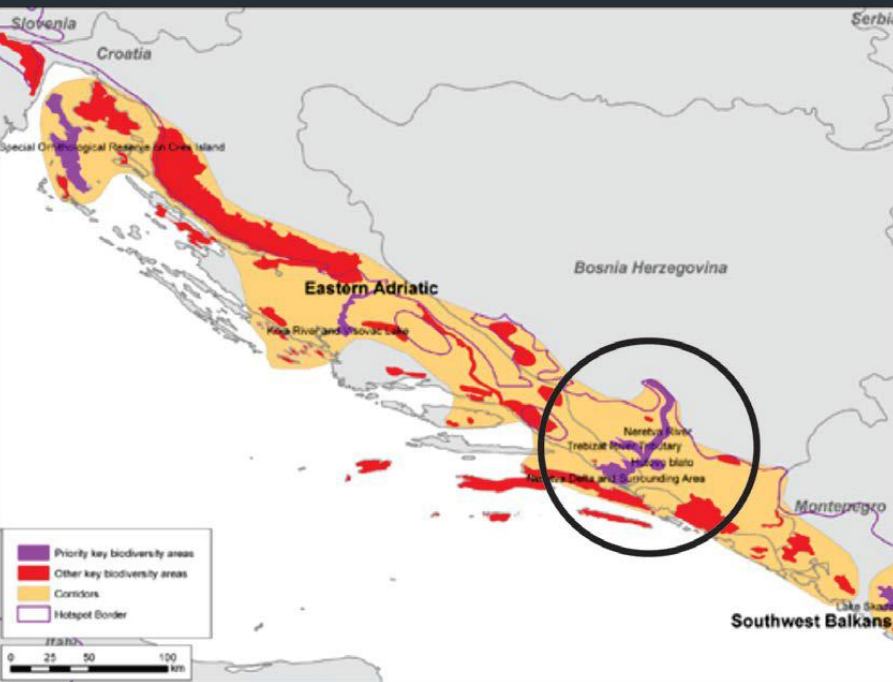 Slovenia
Serbia
Croatia
Special Ornithological Reserve on Cres Island
Bosnia Herzegovina
Eastern Adriatic
Krka River and Visovac Lake
Neretva River
Trebizat River Tributary
Hutovo blato
Neretva Delta and Surrounding Area
Montenegro
Priority key biodiversity areas
Other key biodiversity areas
Corridors
Hotspot Border
Lake Skadar
Southwest Balkans
Italy
0 25 50 100
km